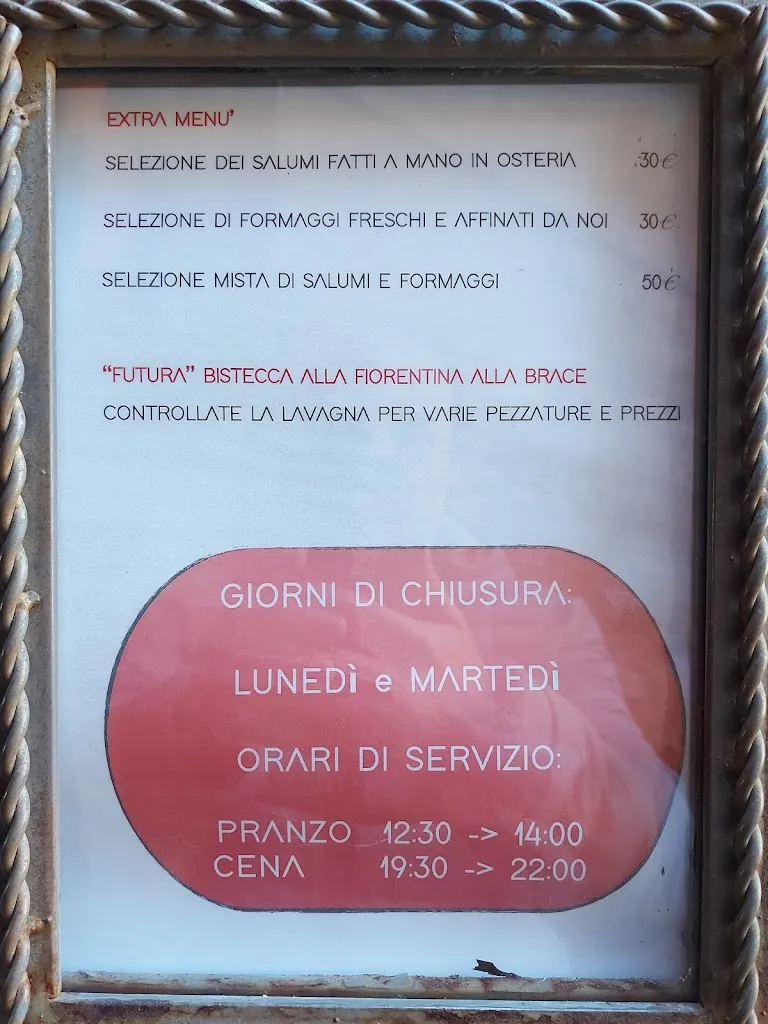 EXTRA MENU'
SELEZIONE DEI SALUMI FATTI A MANO IN OSTERIA 30€
SELEZIONE DI FORMAGGI FRESCHI E AFFINATI DA NOI 30€
SELEZIONE MISTA DI SALUMI E FORMAGGI 50€
"FUTURA" BISTECCA ALLA FIORENTINA ALLA BRACE
CONTROLLATE LA LAVAGNA PER VARIE PEZZATURE E PREZZI
GIORNI DI CHIUSURA:
LUNEDÌ e MARTEDÌ
ORARI DI SERVIZIO:
PRANZO 12:30 -> 14:00
CENA 19:30 -> 22:00